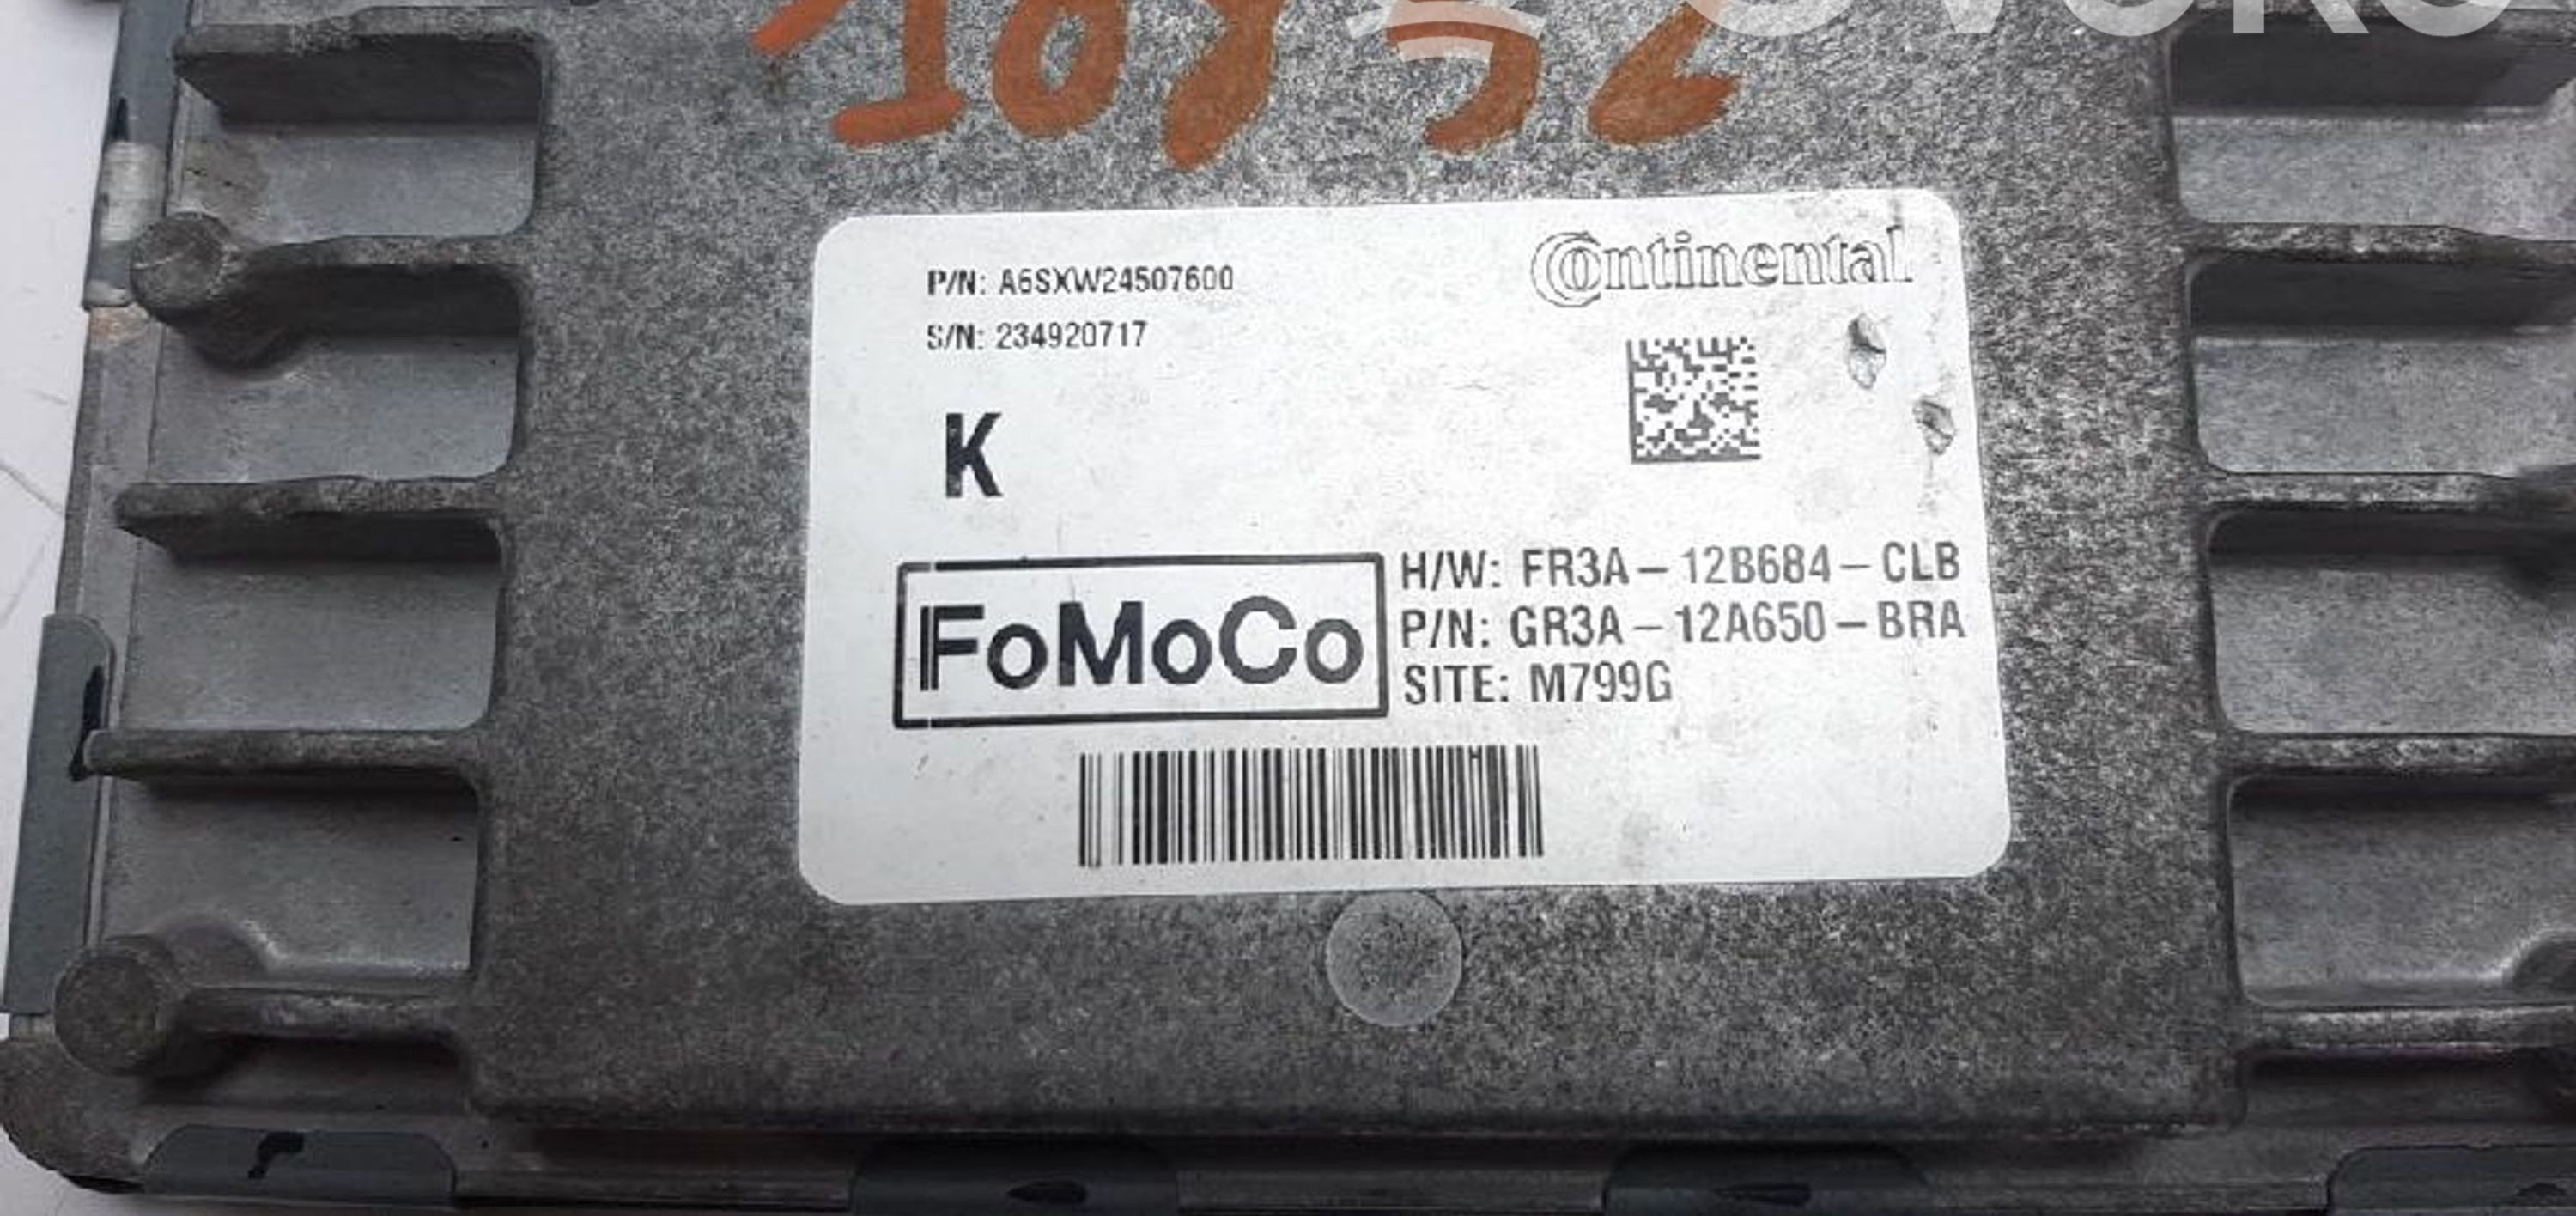 P/N: A6SXW24507600
Continental
S/N: 234920717
K
FoMoCo
H/W: FR3A-12B684-CLB
P/N: GR3A-12A650-BRA
SITE: M799G